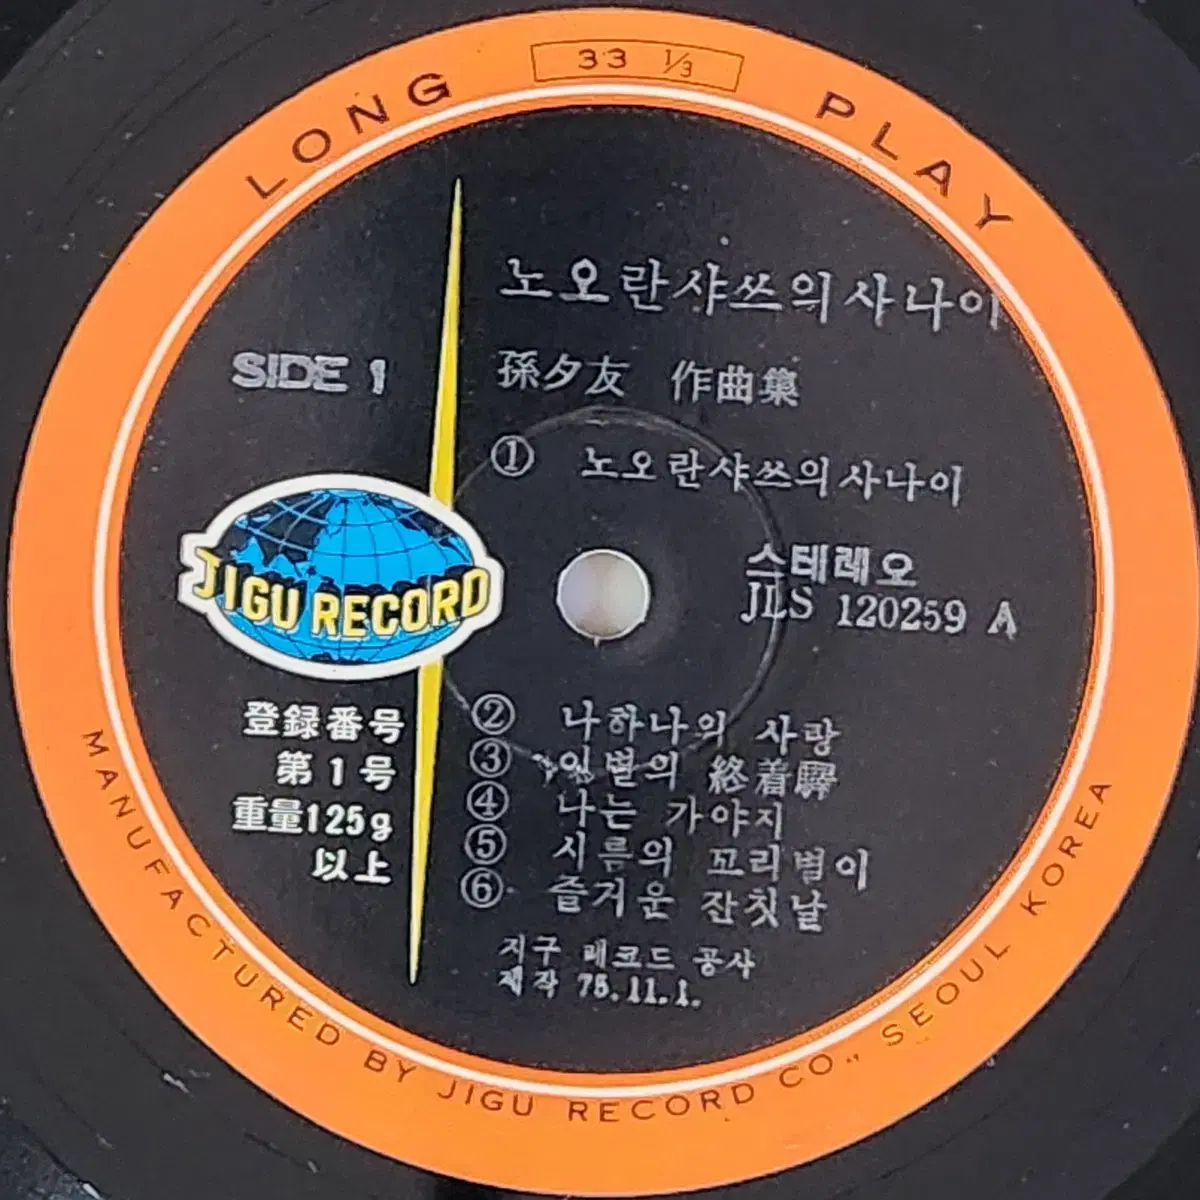 LONG 33 1/3 PLAY
노오란샤쓰의사나이
SIDE 1
孫夕友 作曲集
① 노오란샤쓰의사나이
스테레오
JLS 120259 A
JIGU RECORD
登録番号
第1号
重量125g
以上
② 나하나의 사랑
③ 이별의 終着驛
④ 나는 가야지
⑤ 시름의 꼬리별이
⑥ 즐거운 잔칫날
지구 레코드 공사
제작 75.11.1.
MANUFACTURED BY JIGU RECORD CO., SEOUL KOREA